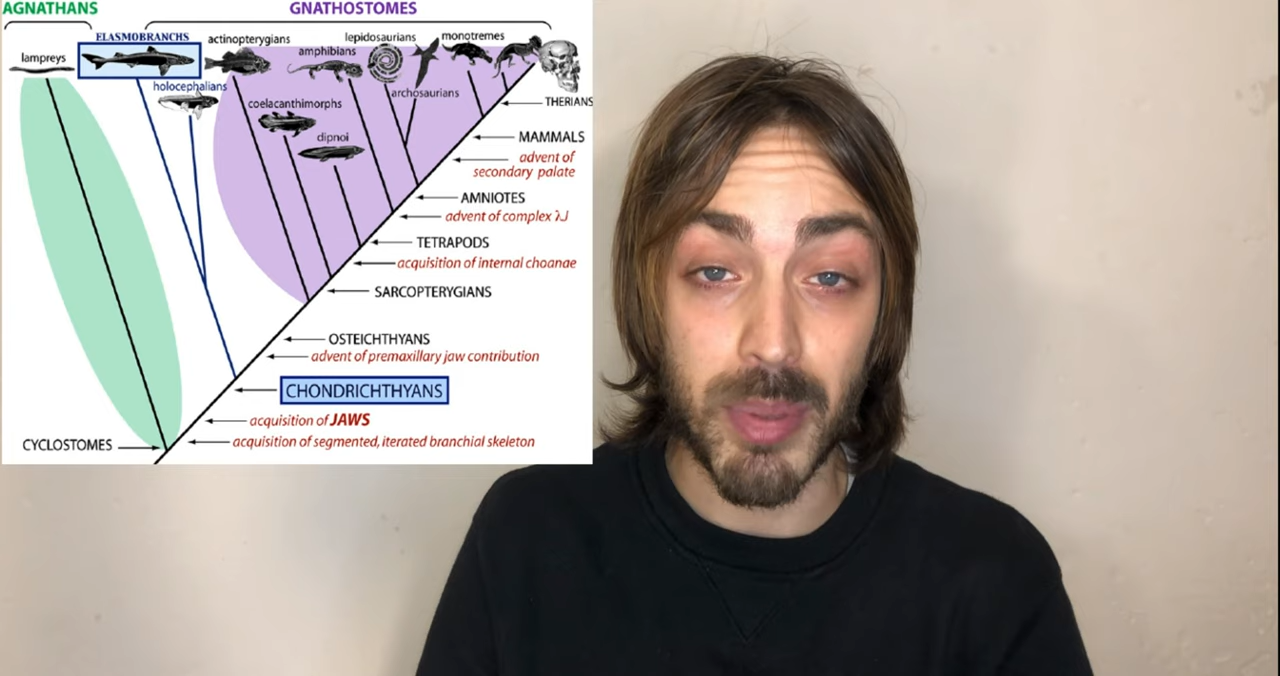 AGNATHANS
GNATHOSTOMES
ELASMOBRANCHS
actinopterygians
lepidosaurians
monotremes
lampreys
amphibians
holocephalians
archosaurians
coelacanthimorphs
THERIANS
dipnoi
MAMMALS
advent of
secondary palate
AMNIOTES
advent of complex λJ
TETRAPODS
acquisition of internal choanae
SARCOPTERYGIANS
OSTEICHTHYANS
advent of premaxillary jaw contribution
CHONDRICHTHYANS
acquisition of JAWS
CYCLOSTOMES
acquisition of segmented, iterated branchial skeleton